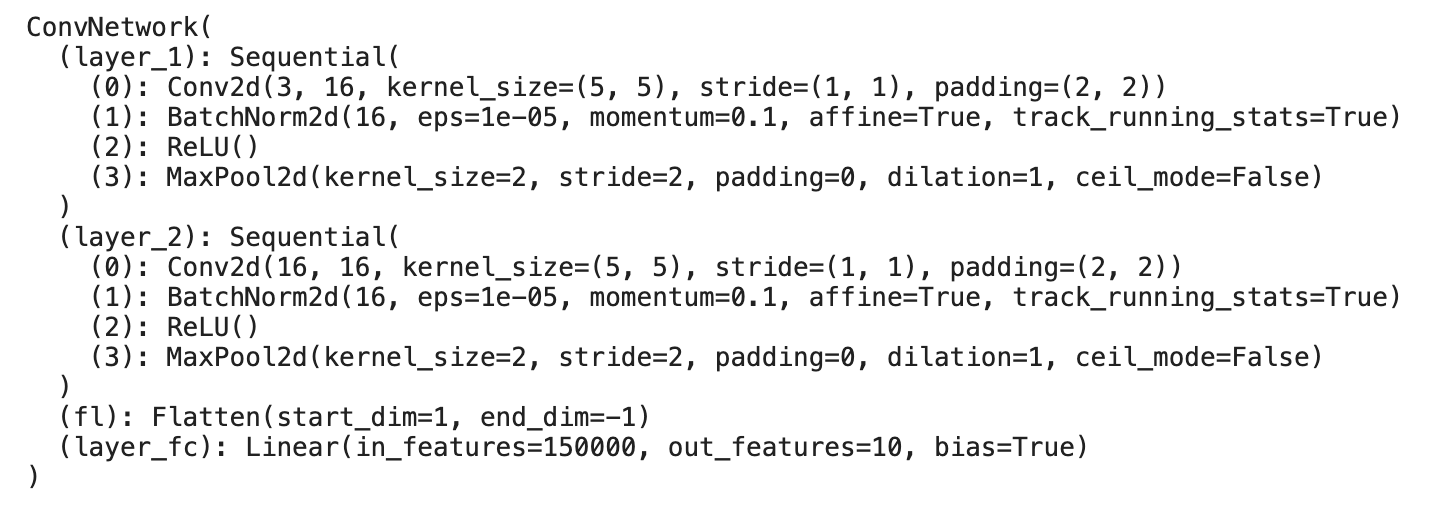 ConvNetwork(
  (layer_1): Sequential(
    (0): Conv2d(3, 16, kernel_size=(5, 5), stride=(1, 1), padding=(2, 2))
    (1): BatchNorm2d(16, eps=1e-05, momentum=0.1, affine=True, track_running_stats=True)
    (2): ReLU()
    (3): MaxPool2d(kernel_size=2, stride=2, padding=0, dilation=1, ceil_mode=False)
  )
  (layer_2): Sequential(
    (0): Conv2d(16, 16, kernel_size=(5, 5), stride=(1, 1), padding=(2, 2))
    (1): BatchNorm2d(16, eps=1e-05, momentum=0.1, affine=True, track_running_stats=True)
    (2): ReLU()
    (3): MaxPool2d(kernel_size=2, stride=2, padding=0, dilation=1, ceil_mode=False)
  )
  (fl): Flatten(start_dim=1, end_dim=-1)
  (layer_fc): Linear(in_features=150000, out_features=10, bias=True)
)